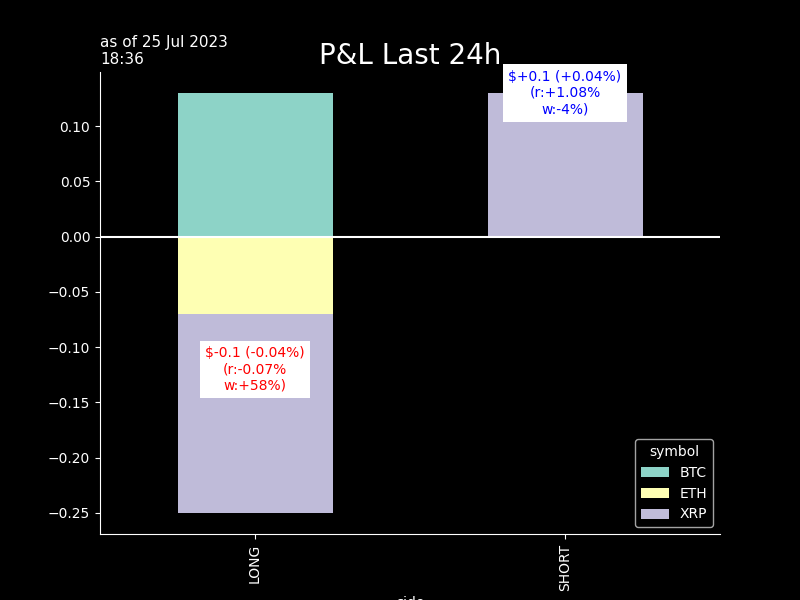 as of 25 Jul 2023
18:36
P&L Last 24h
$+0.1 (+0.04%)
(r:+1.08%
w:-4%)
0.10
0.05
0.00
−0.05
−0.10
−0.15
−0.20
−0.25
$-0.1 (-0.04%)
(r:-0.07%
w:+58%)
symbol
BTC
ETH
XRP
LONG
SHORT